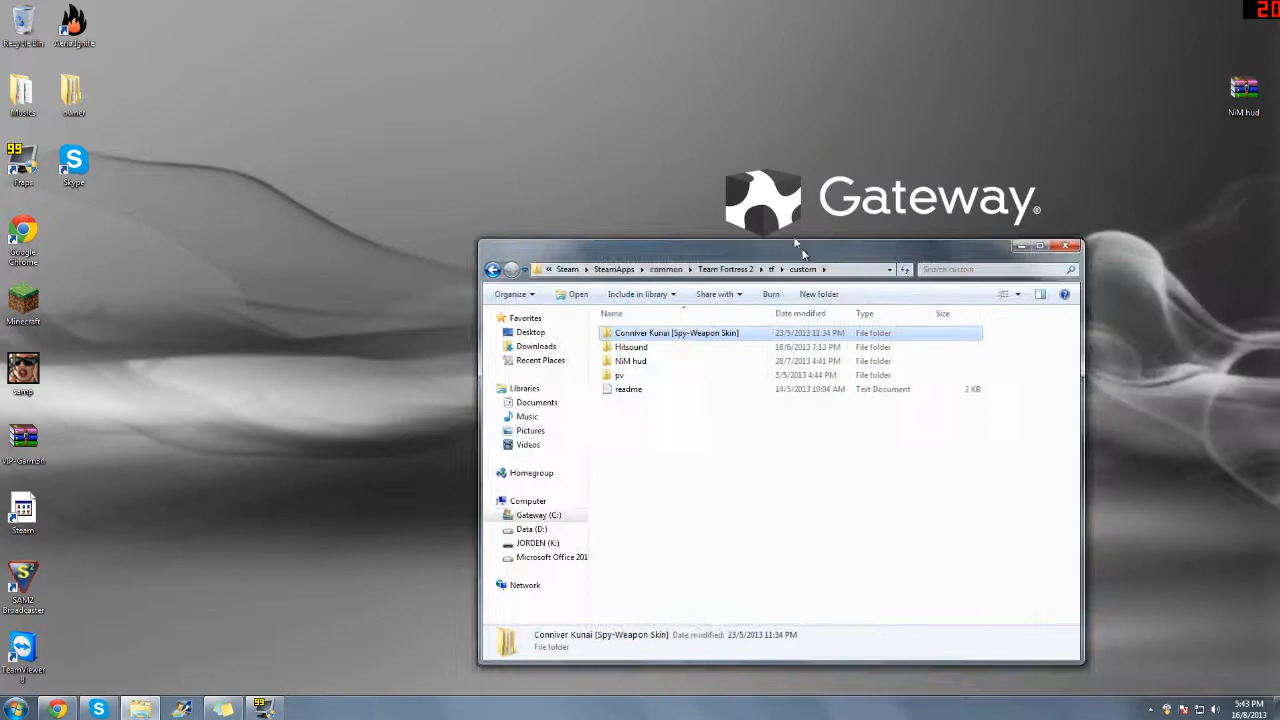 20
Recycle Bin
Aeria Ignite
Musics
owner
NiM hud
99
Fraps
Skype
Google
Chrome
Gateway®
Minecraft
samp
Steam
SAM2
Broadcaster
TeamViewer
8
« Steam ▸ SteamApps ▸ common ▸ Team Fortress 2 ▸ tf ▸ custom ▸
Search custom
Organize
Open
Include in library
Share with
Burn
New folder
Name
Date modified
Type
Size
Favorites
Desktop
Downloads
Recent Places
Libraries
Documents
Music
Pictures
Videos
Homegroup
Computer
Gateway (C:)
Data (D:)
JORDEN (K:)
Microsoft Office 201
Network
Conniver Kunai [Spy-Weapon Skin] 23/5/2013 11:34 PM File folder
Hitsound 18/6/2013 7:13 PM File folder
NiM hud 28/7/2013 4:41 PM File folder
pv 5/5/2013 4:44 PM File folder
readme 14/5/2013 10:04 AM Text Document 2 KB
Conniver Kunai [Spy-Weapon Skin] Date modified: 23/5/2013 11:34 PM
File folder
99
5:43 PM
16/8/2013